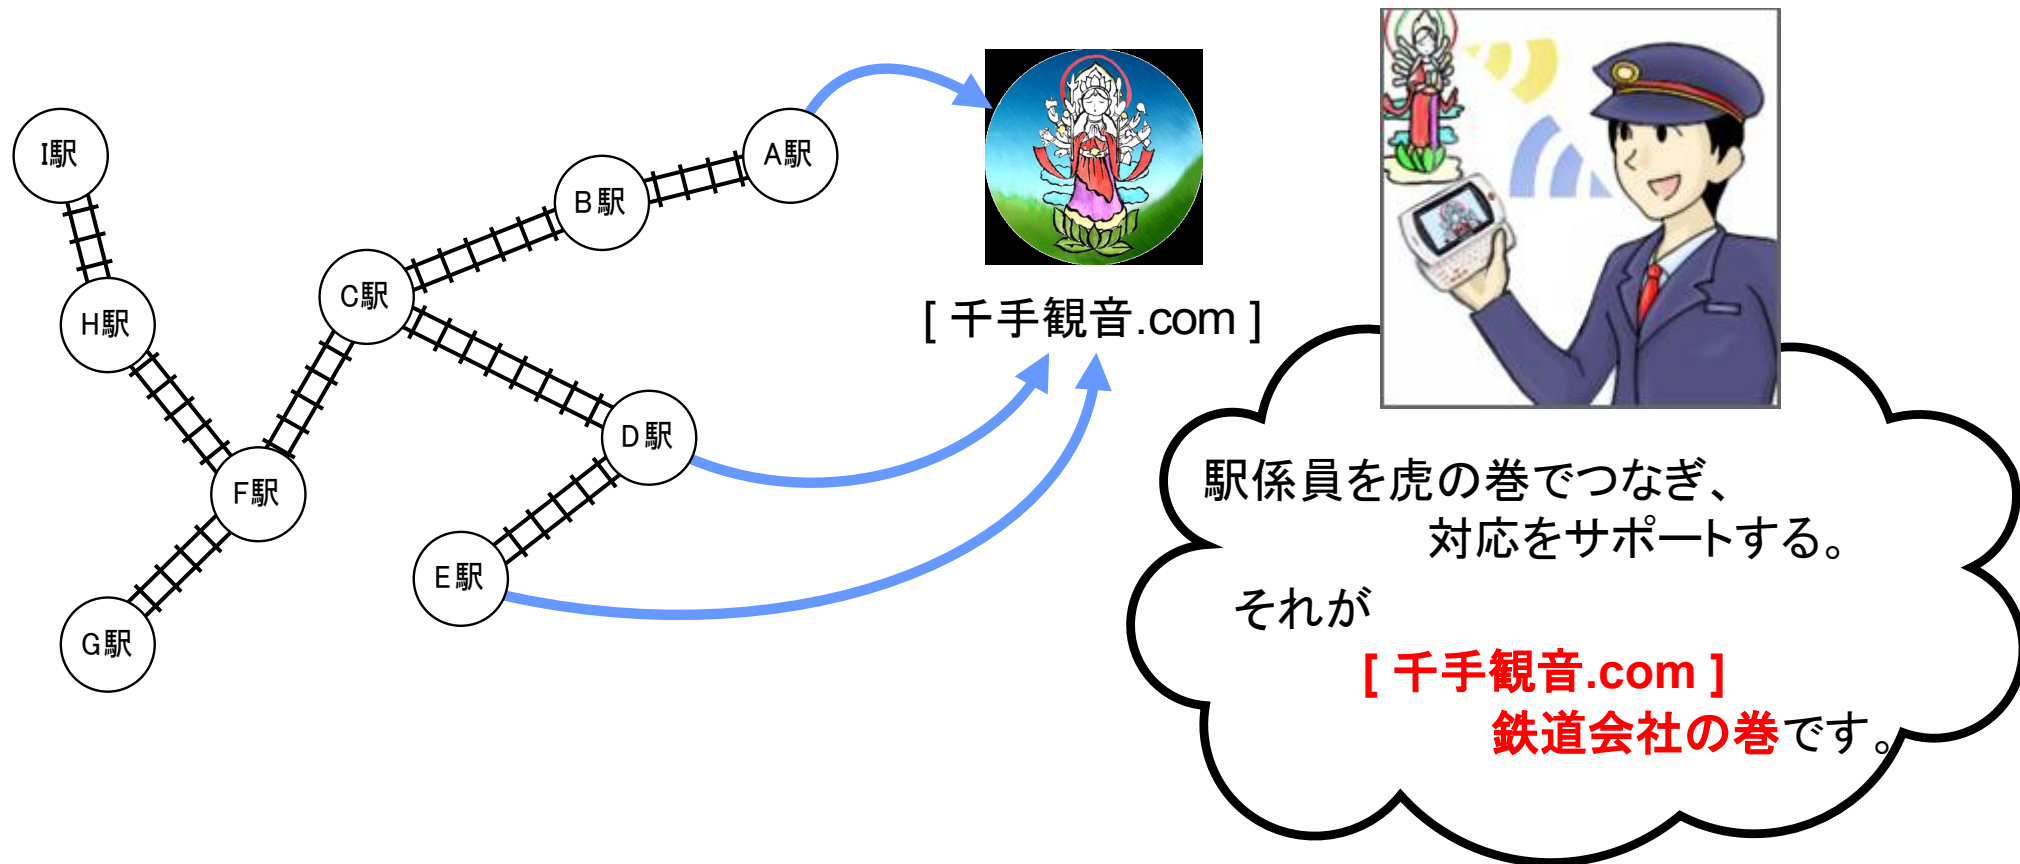 I駅
A駅
B駅
C駅
H駅
D駅
F駅
E駅
G駅
[ 千手観音.com ]
駅係員を虎の巻でつなぎ、
対応をサポートする。
それが
[ 千手観音.com ]
鉄道会社の巻です。